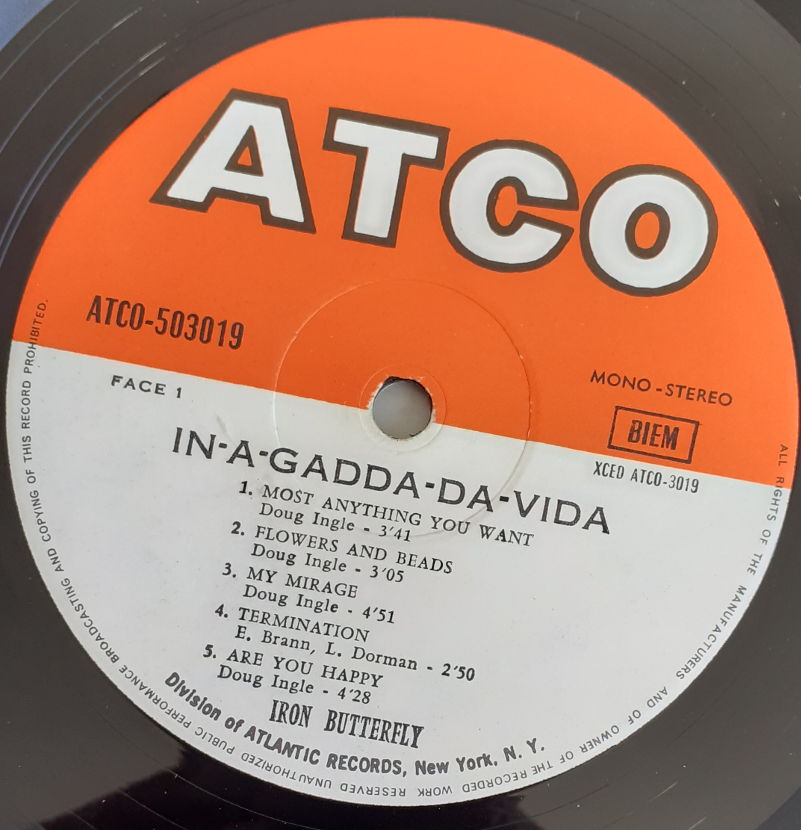 ATCO
ATCO-503019
FACE 1
MONO-STEREO
BIEM
XCED ATCO-3019
IN-A-GADDA-DA-VIDA
1. MOST ANYTHING YOU WANT
Doug Ingle - 3'41
2. FLOWERS AND BEADS
Doug Ingle - 3'05
3. MY MIRAGE
Doug Ingle - 4'51
4. TERMINATION
E. Brann, L. Dorman - 2'50
5. ARE YOU HAPPY
Doug Ingle - 4'28
IRON BUTTERFLY
Division of ATLANTIC RECORDS, New York, N. Y.
ALL RIGHTS OF THE MANUFACTURERS AND OF OWNER OF THE RECORDED WORK RESERVED UNAUTHORIZED PUBLIC PERFORMANCE BROADCASTING AND COPYING OF THIS RECORD PROHIBITED.